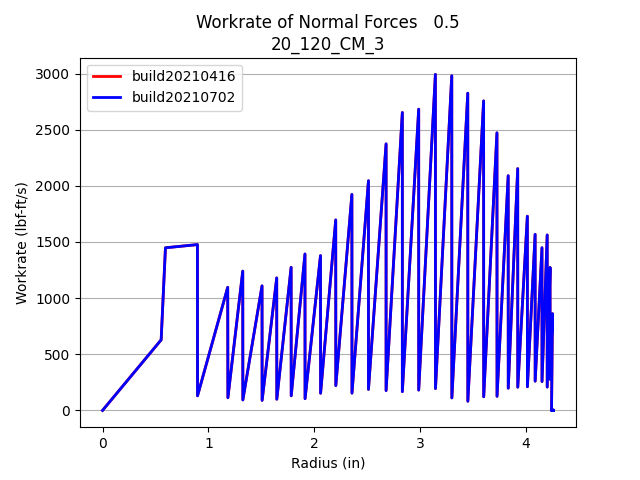 Workrate of Normal Forces 0.5
20_120_CM_3
build20210416
build20210702
3000
2500
2000
1500
1000
500
0
Workrate (lbf-ft/s)
0 1 2 3 4
Radius (in)